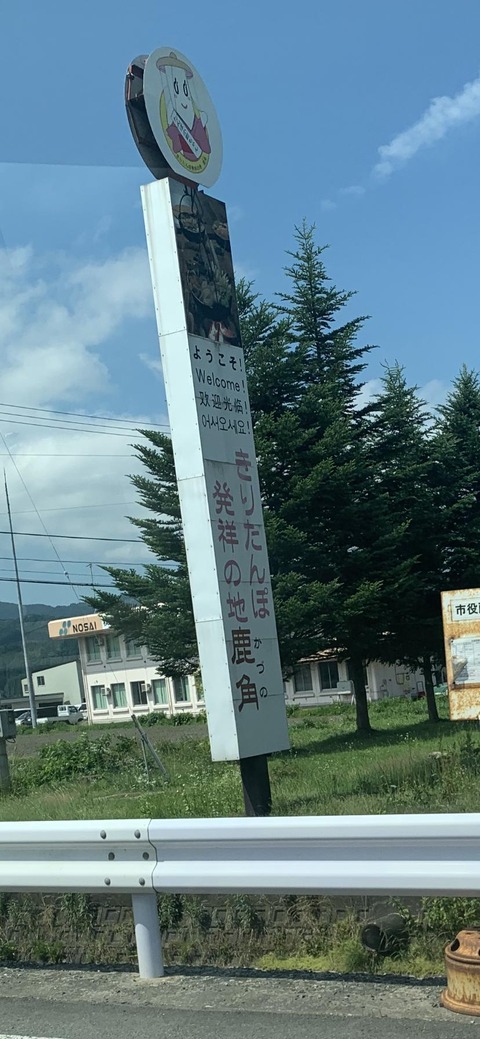 ようこそ!
Welcome!
欢迎光临!
어서오세요!
きりたんぽ
発祥の地鹿角
かづの
NOSAI
市役